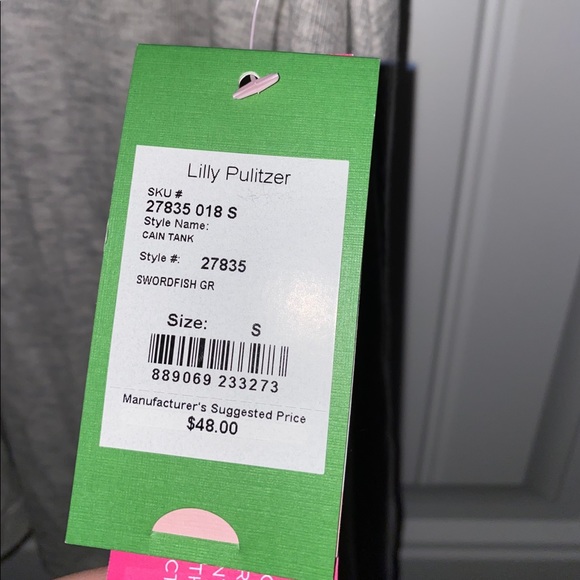 Lilly Pulitzer
SKU #
27835 018 S
Style Name:
CAIN TANK
Style #: 27835
SWORDFISH GR
Size: S
889069 233273
Manufacturer's Suggested Price
$48.00